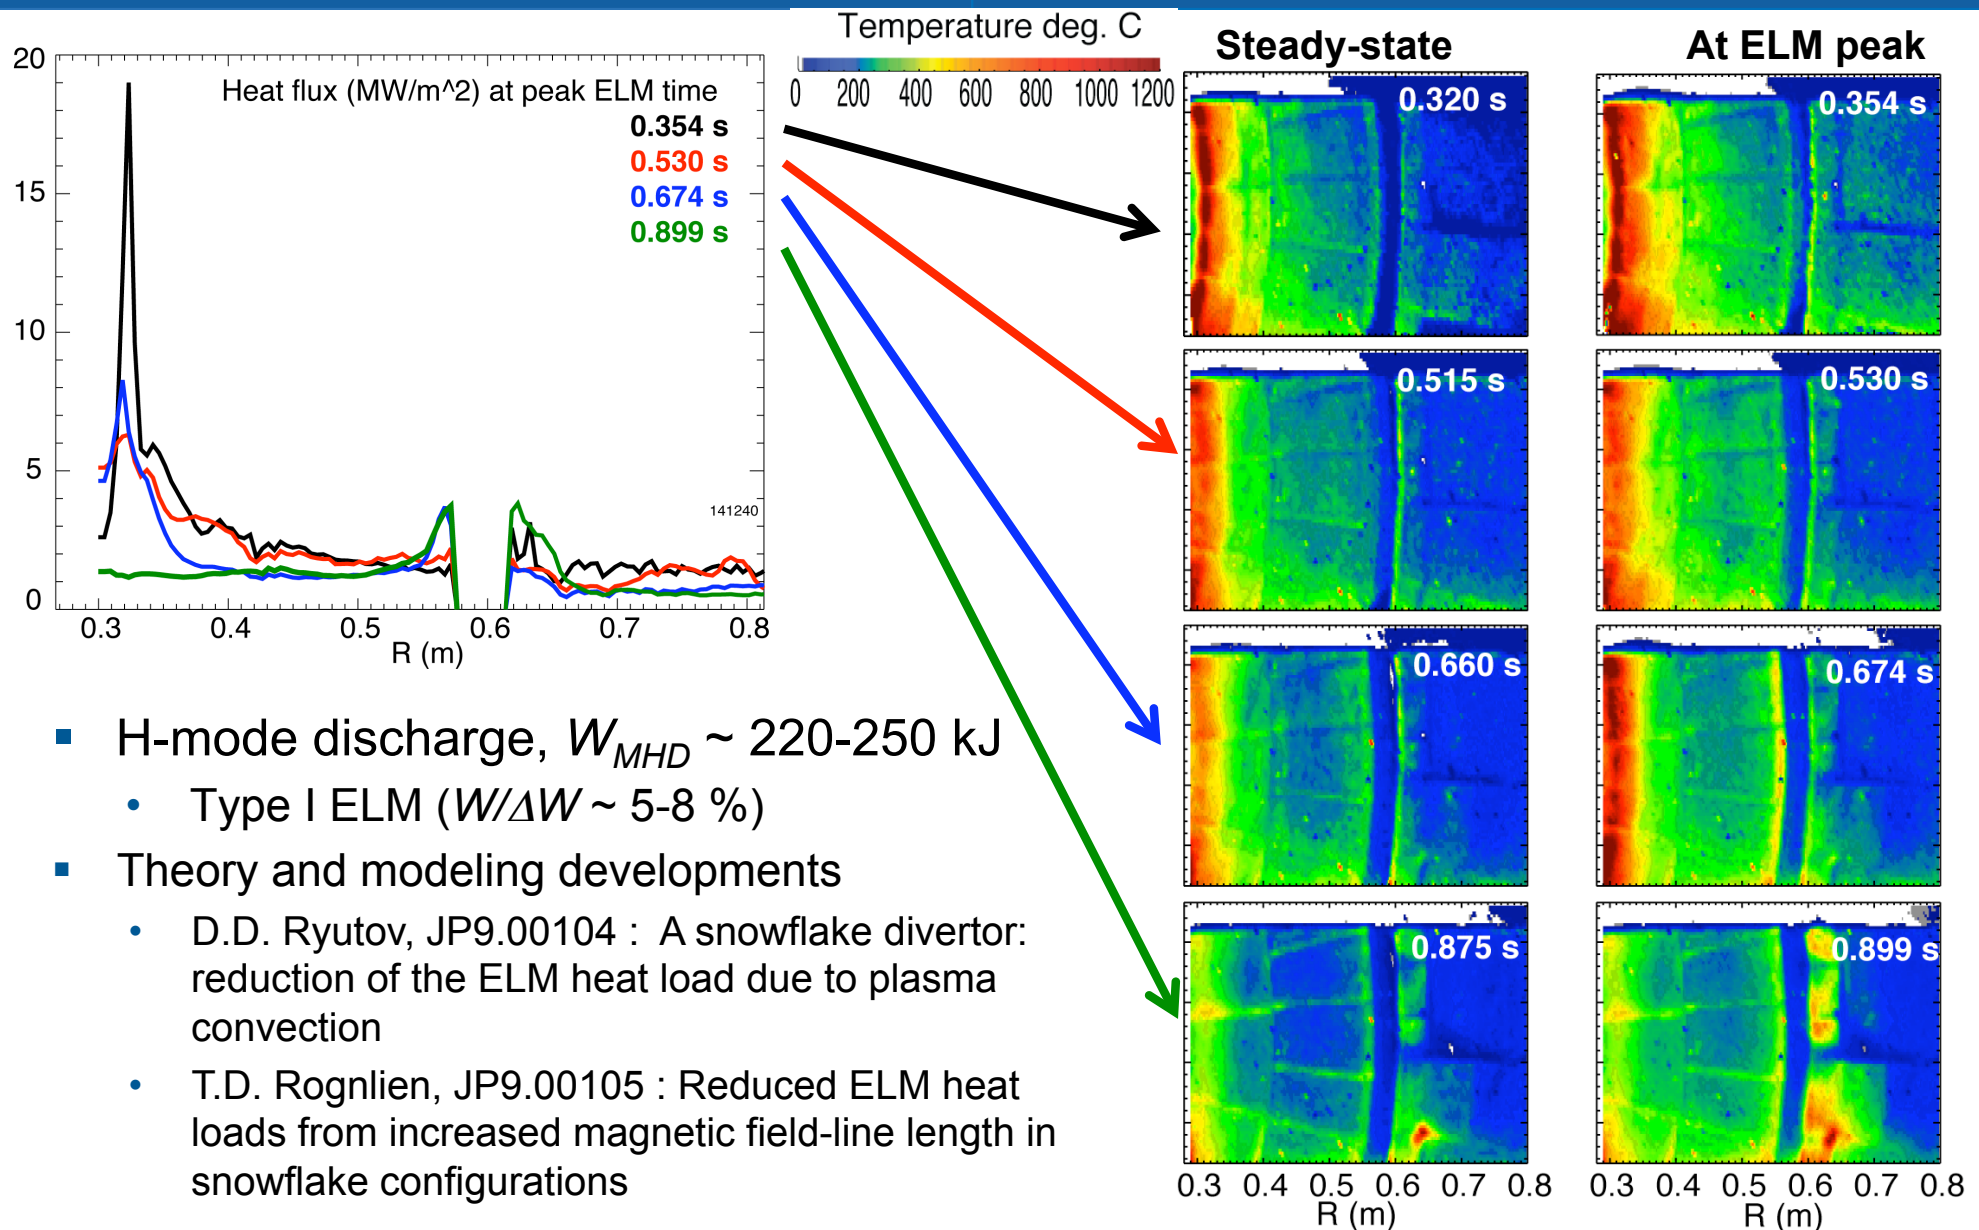 Temperature deg. C
0 200 400 600 800 1000 1200
Steady-state
At ELM peak
20
15
10
5
0
Heat flux (MW/m^2) at peak ELM time
0.354 s
0.530 s
0.674 s
0.899 s
141240
0.3 0.4 0.5 0.6 0.7 0.8
R (m)
0.320 s
0.354 s
0.515 s
0.530 s
0.660 s
0.674 s
0.875 s
0.899 s
0.3 0.4 0.5 0.6 0.7 0.8
R (m)
0.3 0.4 0.5 0.6 0.7 0.8
R (m)
▪ H-mode discharge, W_MHD ~ 220-250 kJ
• Type I ELM (W/ΔW ~ 5-8 %)
▪ Theory and modeling developments
• D.D. Ryutov, JP9.00104 : A snowflake divertor:
reduction of the ELM heat load due to plasma
convection
• T.D. Rognlien, JP9.00105 : Reduced ELM heat
loads from increased magnetic field-line length in
snowflake configurations